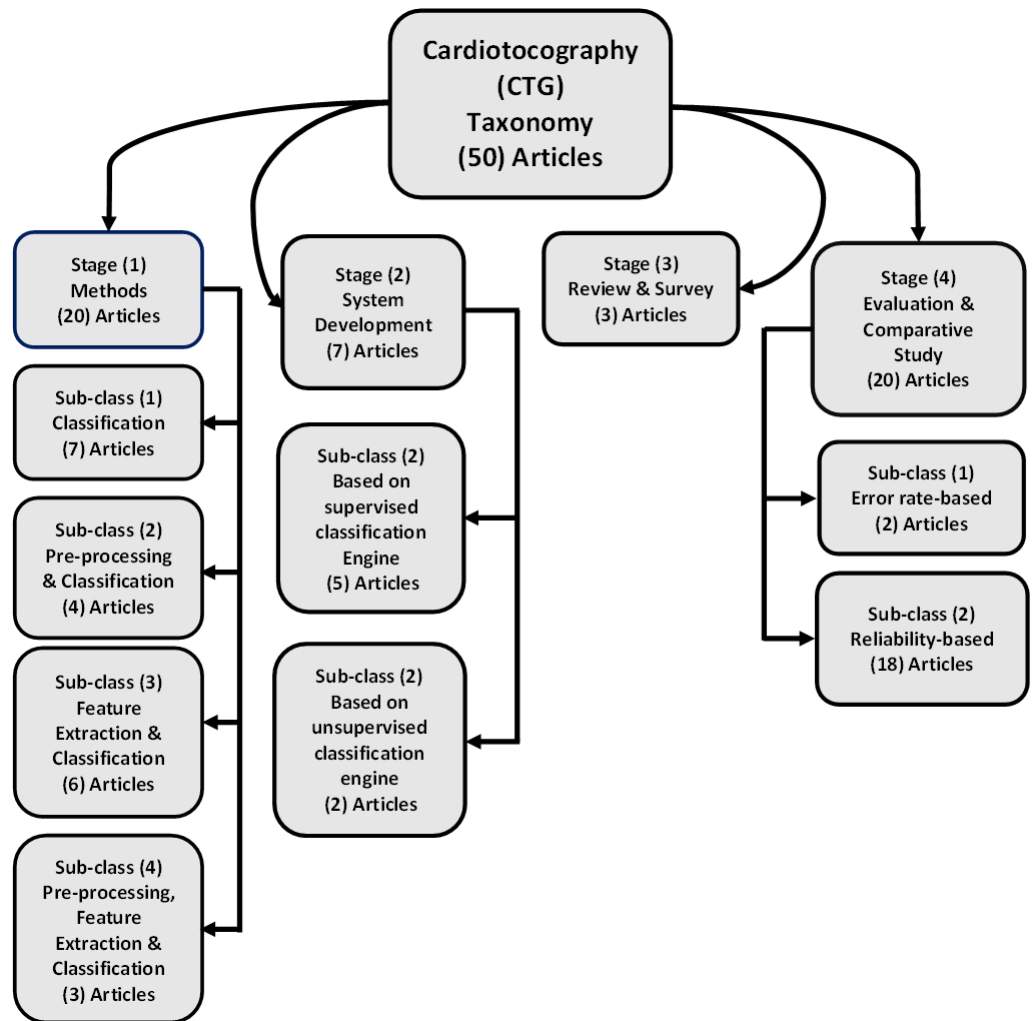 Cardiotocography
(CTG)
Taxonomy
(50) Articles
Stage (1)
Methods
(20) Articles
Sub-class (1)
Classification
(7) Articles
Sub-class (2)
Pre-processing
& Classification
(4) Articles
Sub-class (3)
Feature
Extraction &
Classification
(6) Articles
Sub-class (4)
Pre-processing,
Feature
Extraction &
Classification
(3) Articles
Stage (2)
System
Development
(7) Articles
Sub-class (2)
Based on
supervised
classification
Engine
(5) Articles
Sub-class (2)
Based on
unsupervised
classification
engine
(2) Articles
Stage (3)
Review & Survey
(3) Articles
Stage (4)
Evaluation &
Comparative
Study
(20) Articles
Sub-class (1)
Error rate-based
(2) Articles
Sub-class (2)
Reliability-based
(18) Articles